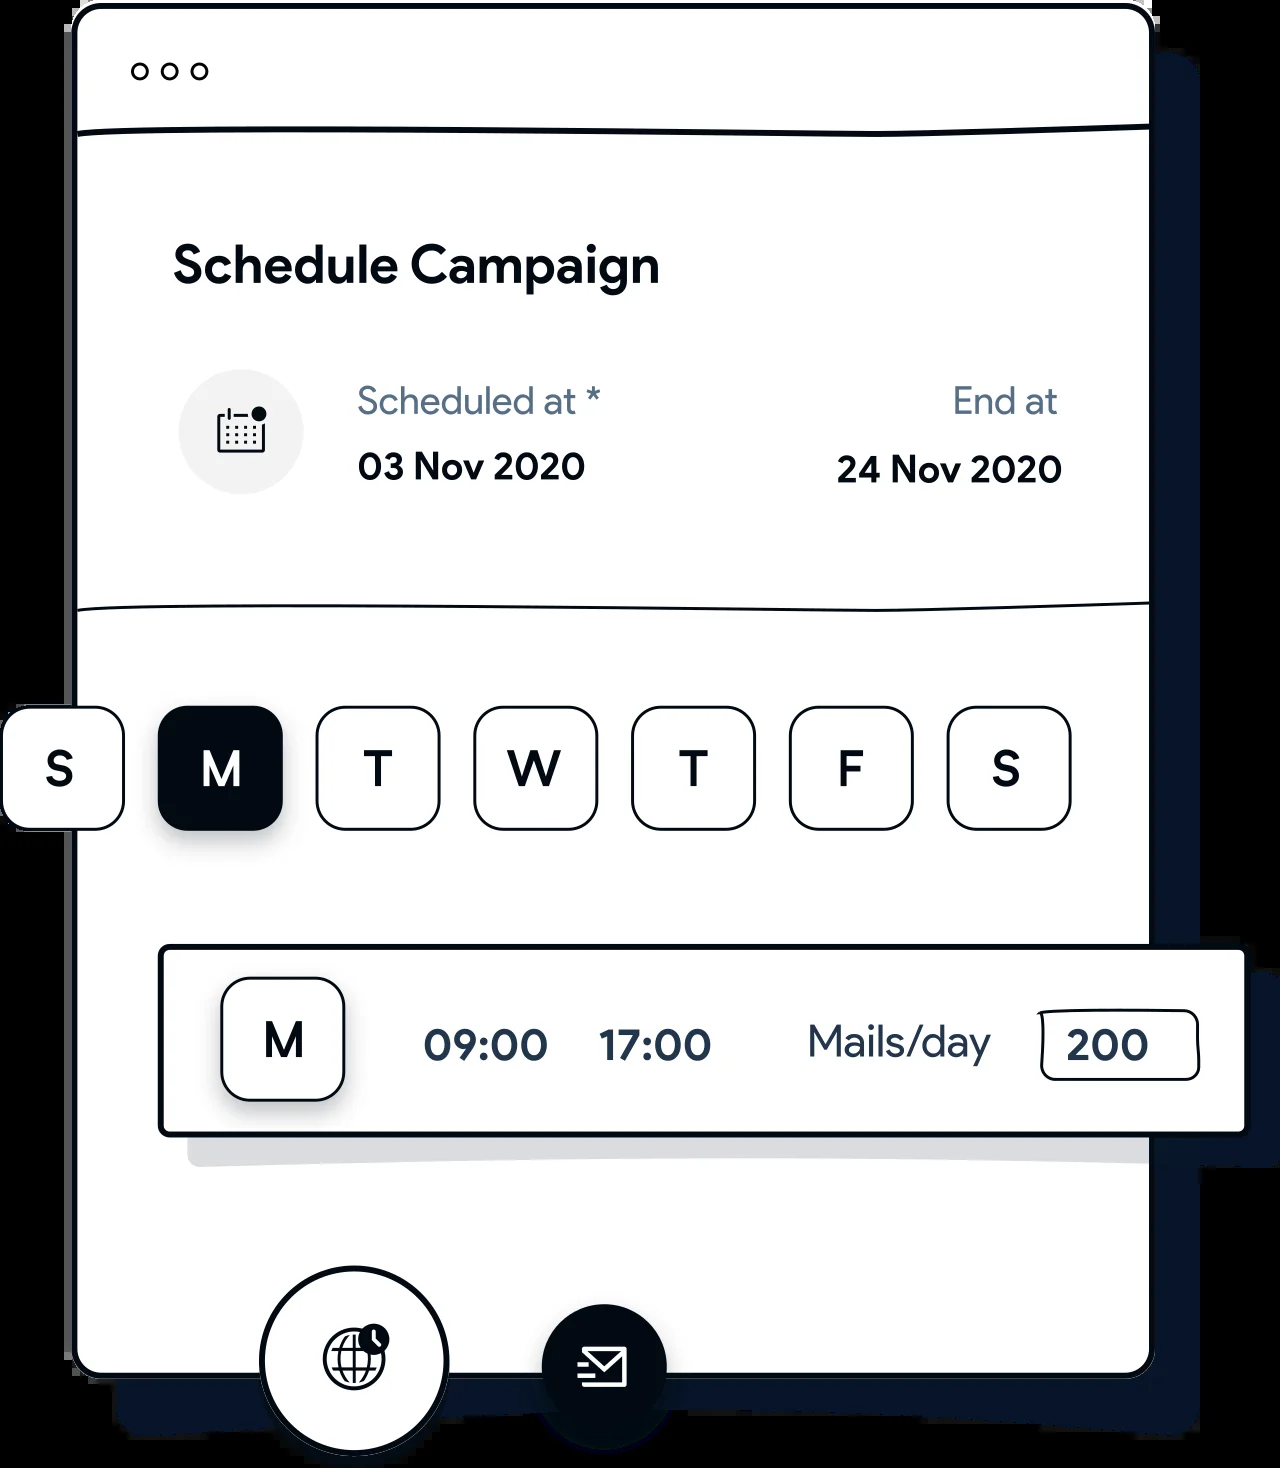 Schedule Campaign
Scheduled at * End at
03 Nov 2020 24 Nov 2020
S M T W T F S
M 09:00 17:00 Mails/day 200